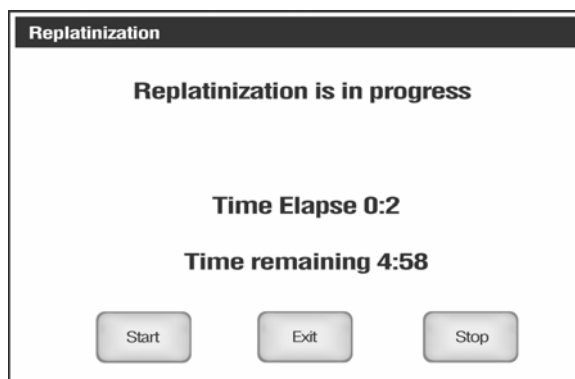 Replatinization
Replatinization is in progress
Time Elapse 0:2
Time remaining 4:58
Start Exit Stop